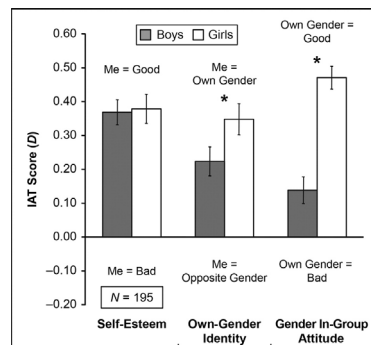 Boys Girls
Own Gender =
Good
0.60
Me = Good
Me =
Own Gender
*
*
0.50
0.40
0.30
0.20
0.10
0.00
–0.10
–0.20
IAT Score (D)
Me = Bad
Me =
Opposite Gender
Own Gender =
Bad
N = 195
Self-Esteem
Own-Gender
Identity
Gender In-Group
Attitude